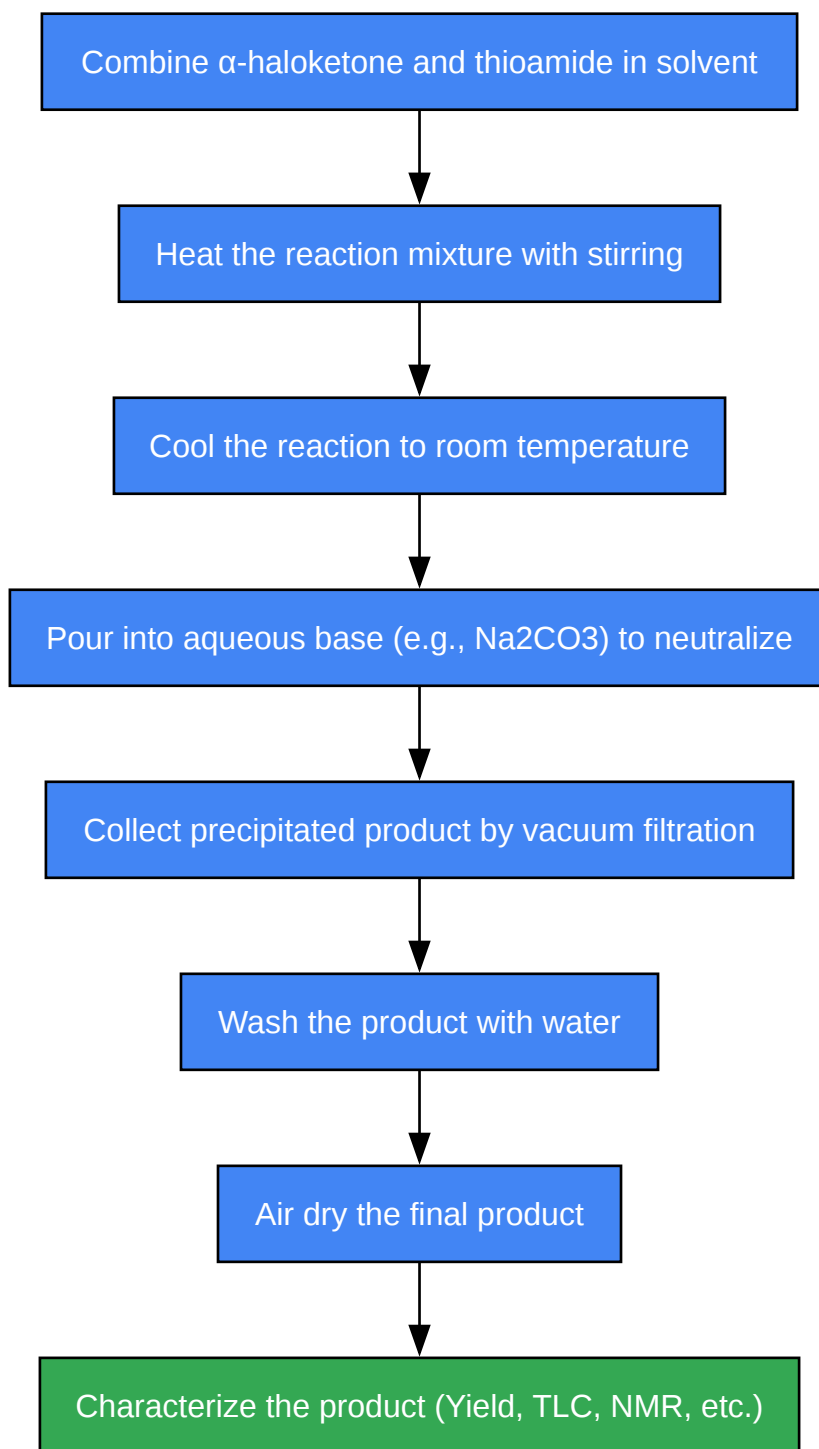 Combine α-haloketone and thioamide in solvent
Heat the reaction mixture with stirring
Cool the reaction to room temperature
Pour into aqueous base (e.g., Na2CO3) to neutralize
Collect precipitated product by vacuum filtration
Wash the product with water
Air dry the final product
Characterize the product (Yield, TLC, NMR, etc.)